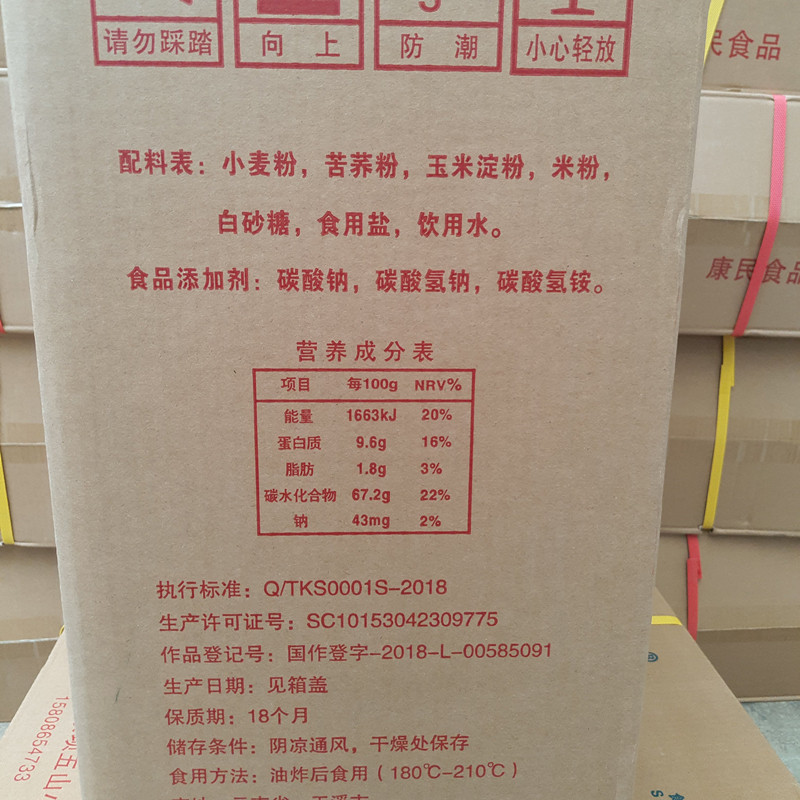 请勿踩踏 向上 防潮 小心轻放
民食品
配料表：小麦粉，苦荞粉，玉米淀粉，米粉，
白砂糖，食用盐，饮用水。
食品添加剂：碳酸钠，碳酸氢钠，碳酸氢铵。
康民食品
营养成分表
项目 每100g NRV%
能量 1663kJ 20%
蛋白质 9.6g 16%
脂肪 1.8g 3%
碳水化合物 67.2g 22%
钠 43mg 2%
执行标准：Q/TKS0001S-2018
生产许可证号：SC10153042309775
作品登记号：国作登字-2018-L-00585091
生产日期：见箱盖
保质期：18个月
储存条件：阴凉通风，干燥处保存
食用方法：油炸后食用（180℃-210℃）
15808654733